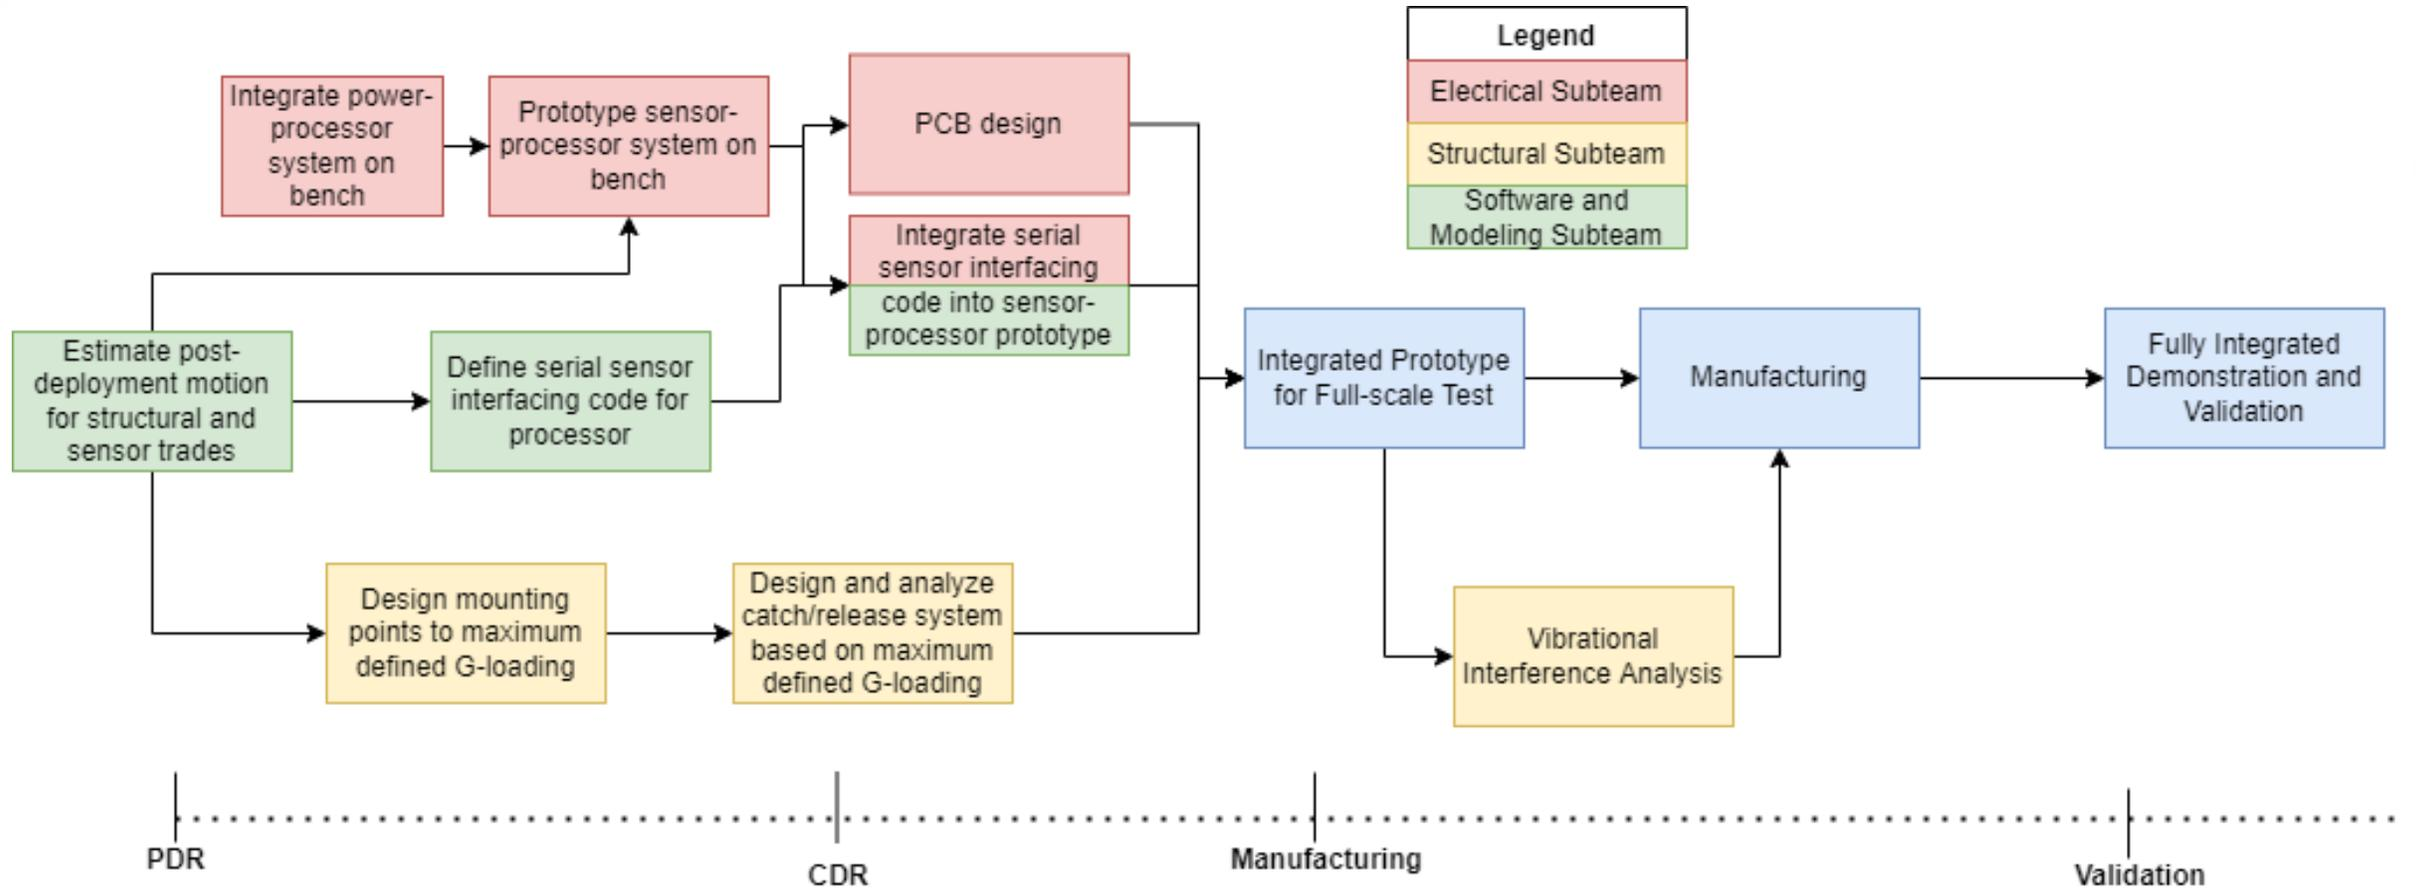 Legend
Electrical Subteam
Structural Subteam
Software and
Modeling Subteam
Integrate power-
processor
system on
bench
Prototype sensor-
processor system on
bench
PCB design
Integrate serial
sensor interfacing
code into sensor-
processor prototype
Estimate post-
deployment motion
for structural and
sensor trades
Define serial sensor
interfacing code for
processor
Integrated Prototype
for Full-scale Test
Manufacturing
Fully Integrated
Demonstration and
Validation
Design mounting
points to maximum
defined G-loading
Design and analyze
catch/release system
based on maximum
defined G-loading
Vibrational
Interference Analysis
PDR
CDR
Manufacturing
Validation